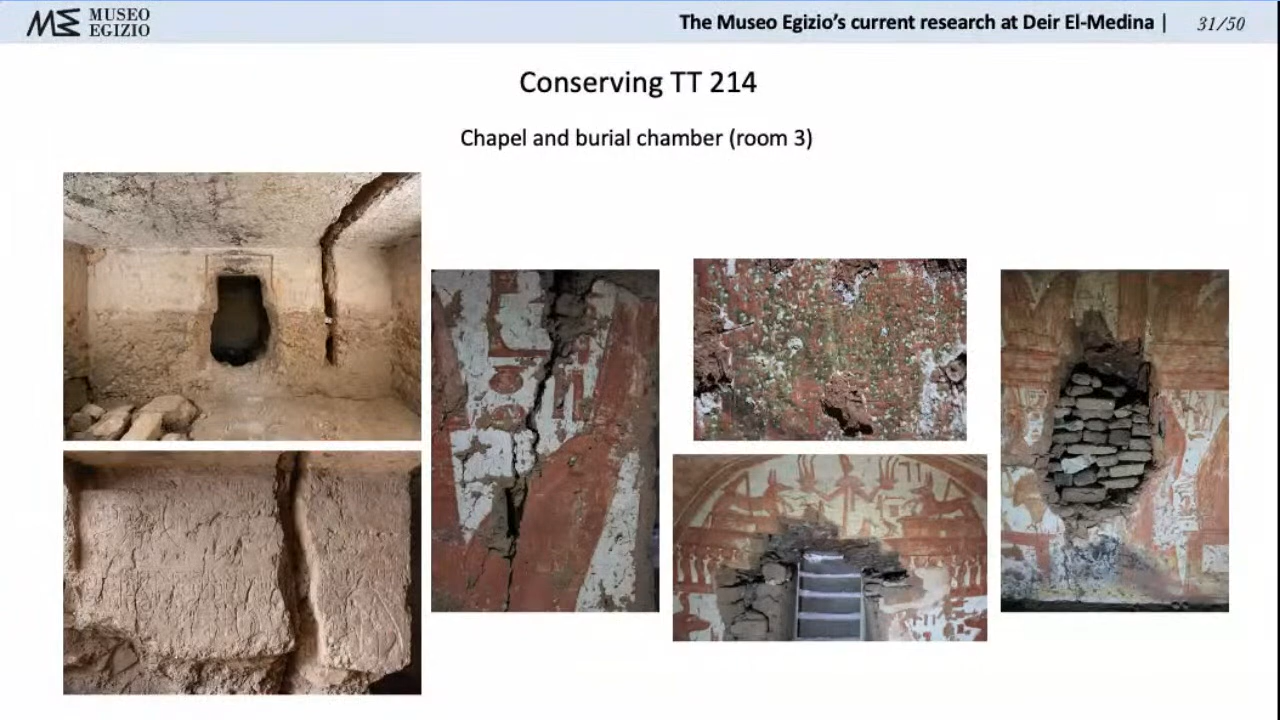 MUSEO
EGIZIO
The Museo Egizio’s current research at Deir El-Medina |
31/50
Conserving TT 214
Chapel and burial chamber (room 3)